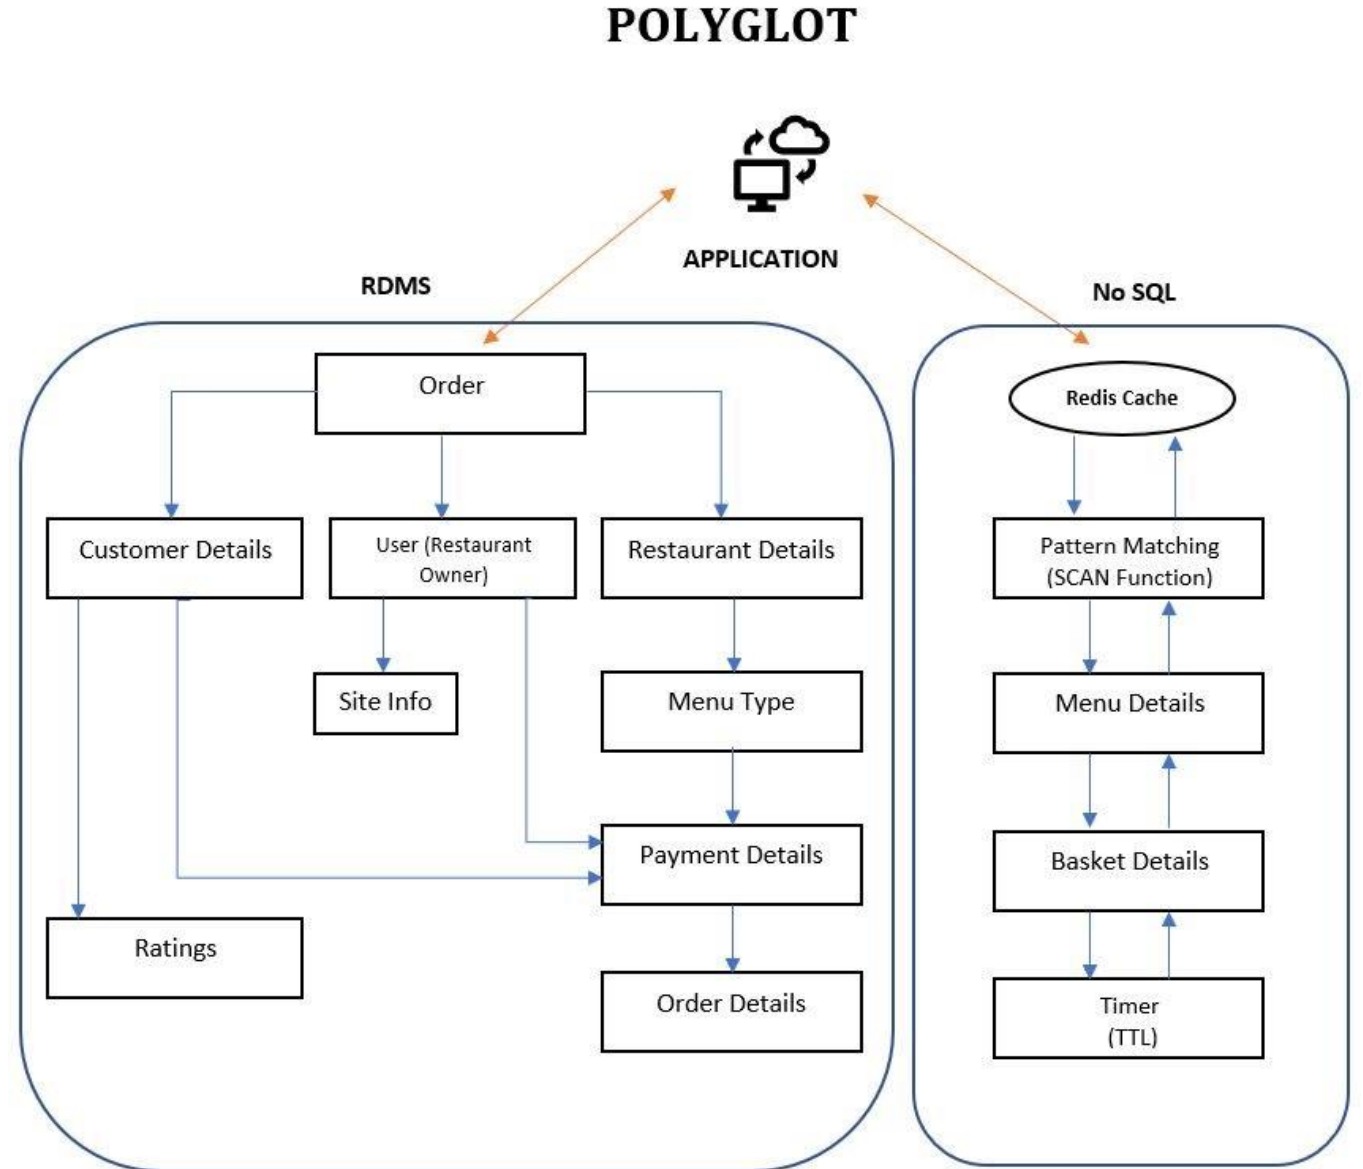 POLYGLOT
APPLICATION
RDMS
No SQL
Order
Redis Cache
Customer Details
User (Restaurant
Owner)
Restaurant Details
Pattern Matching
(SCAN Function)
Site Info
Menu Type
Menu Details
Payment Details
Basket Details
Ratings
Order Details
Timer
(TTL)